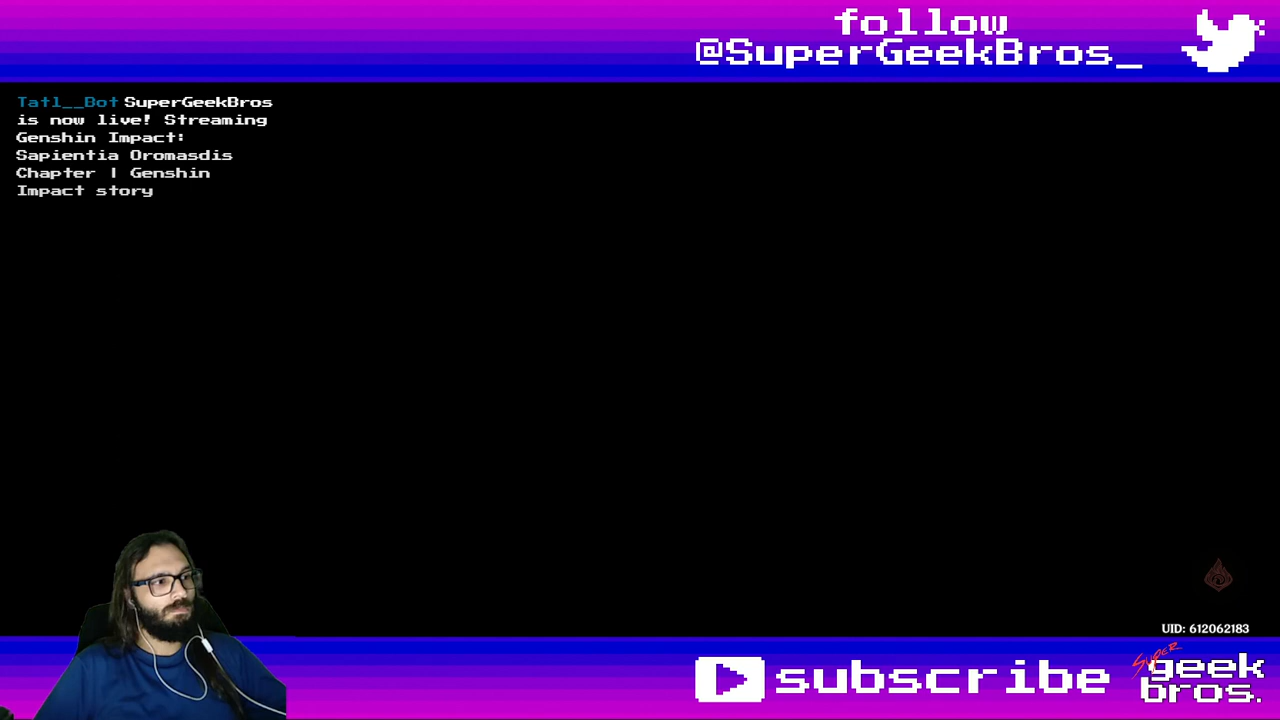 follow
@SuperGeekBros_
Tatl__Bot SuperGeekBros
is now live! Streaming
Genshin Impact:
Sapientia Oromasdis
Chapter | Genshin
Impact story
UID: 612062183
subscribe
SUPER
geek
bros.